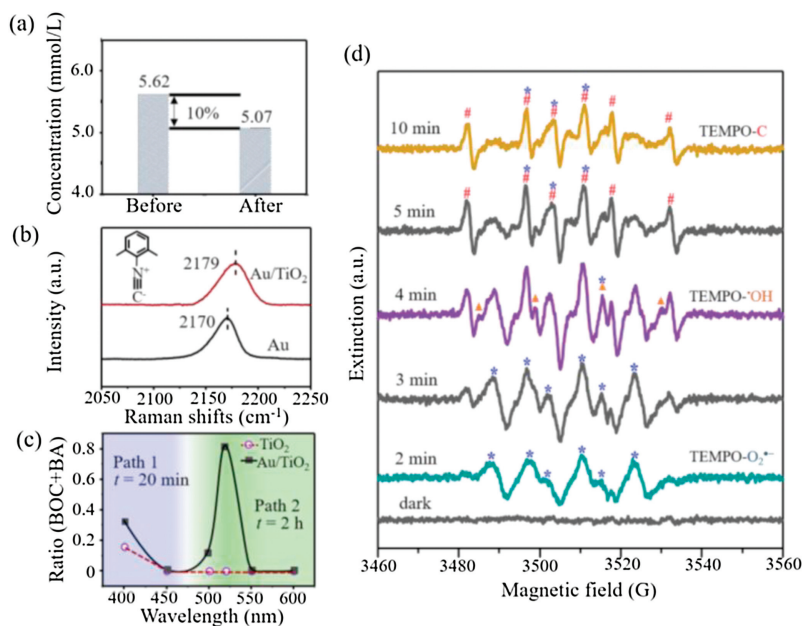 (a)
Concentration (mmol/L)
6.0
5.0
4.0
5.62
10%
5.07
Before
After
(b)
Intensity (a.u.)
N+
C-
2179
Au/TiO2
2170
Au
2050
2100
2150
2200
2250
Raman shifts (cm-1)
(c)
Ratio (BOC+BA)
0.8
0.6
0.4
0.2
0
TiO2
Au/TiO2
Path 1
t = 20 min
Path 2
t = 2 h
400
450
500
550
600
Wavelength (nm)
(d)
Extinction (a.u.)
10 min
TEMPO-C
# * # * # * # # #
5 min
# * # * # * # # #
4 min
*
TEMPO-•OH
3 min
* * * * * *
2 min
* * * * * *
TEMPO-O2•−
dark
3460
3480
3500
3520
3540
3560
Magnetic field (G)